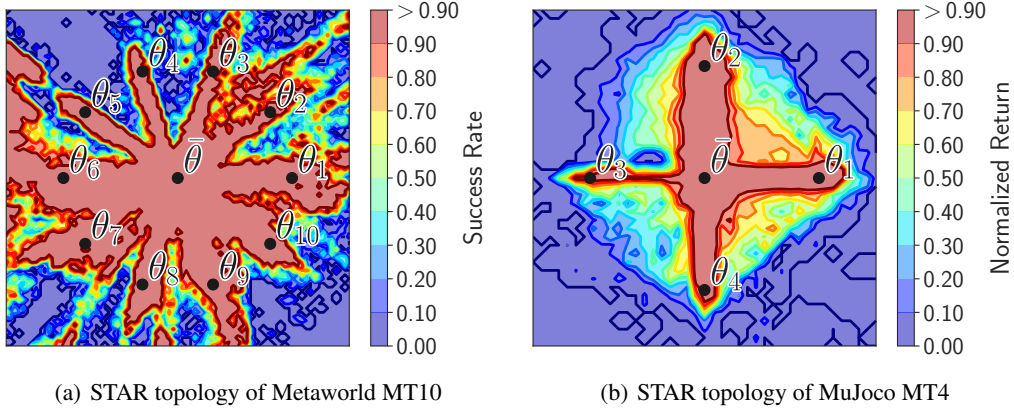 θ4
θ3
θ5
θ2
θ̄
θ6
θ1
θ7
θ10
θ8
θ9
> 0.90
0.90
0.80
0.70
0.60
0.50
0.40
0.30
0.20
0.10
0.00
Success Rate
(a) STAR topology of Metaworld MT10
θ2
θ3
θ̄
θ1
θ4
> 0.90
0.90
0.80
0.70
0.60
0.50
0.40
0.30
0.20
0.10
0.00
Normalized Return
(b) STAR topology of MuJoco MT4